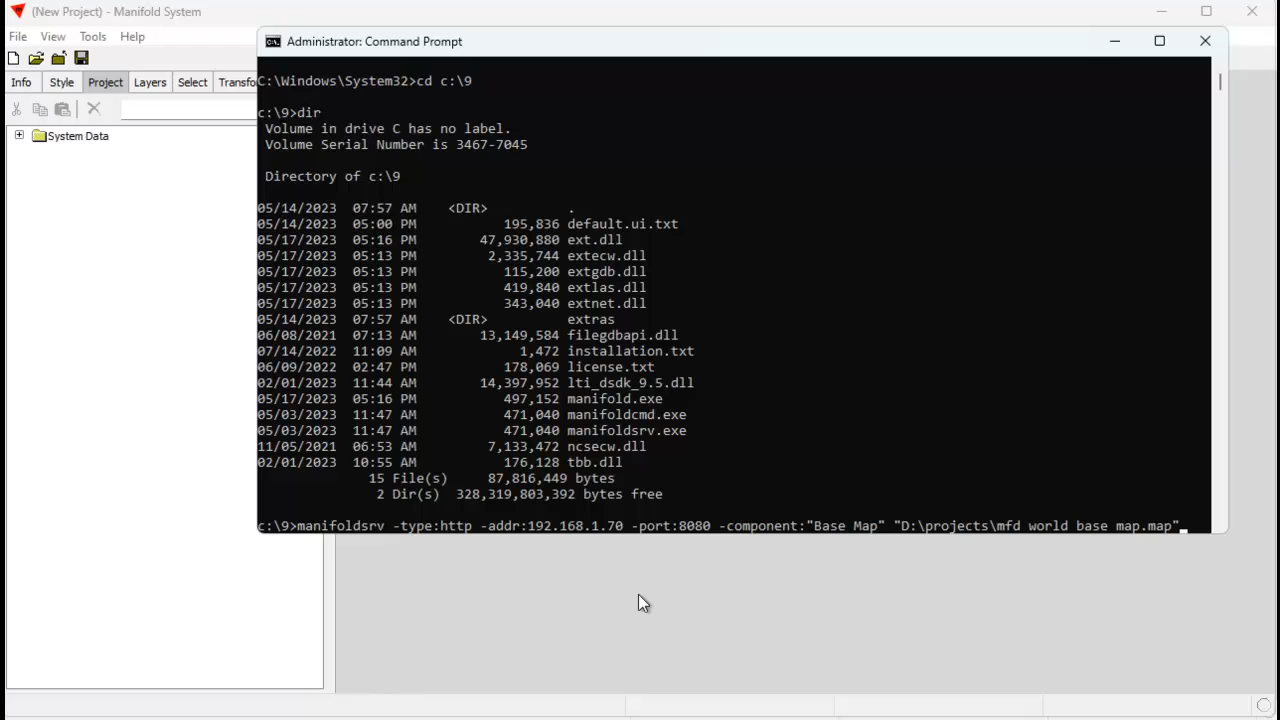 (New Project) - Manifold System
File View Tools Help
Info Style Project Layers Select Transfo
System Data
Administrator: Command Prompt
C:\Windows\System32>cd c:\9
c:\9>dir
Volume in drive C has no label.
Volume Serial Number is 3467-7045
Directory of c:\9
05/14/2023 07:57 AM <DIR> .
05/14/2023 05:00 PM 195,836 default.ui.txt
05/17/2023 05:16 PM 47,930,880 ext.dll
05/17/2023 05:13 PM 2,335,744 extecw.dll
05/17/2023 05:13 PM 115,200 extgdb.dll
05/17/2023 05:13 PM 419,840 extlas.dll
05/17/2023 05:13 PM 343,040 extnet.dll
05/14/2023 07:57 AM <DIR> extras
06/08/2021 07:13 AM 13,149,584 filegdbapi.dll
07/14/2022 11:09 AM 1,472 installation.txt
06/09/2022 02:47 PM 178,069 license.txt
02/01/2023 11:44 AM 14,397,952 lti_dsdk_9.5.dll
05/17/2023 05:16 PM 497,152 manifold.exe
05/03/2023 11:47 AM 471,040 manifoldcmd.exe
05/03/2023 11:47 AM 471,040 manifoldsrv.exe
11/05/2021 06:53 AM 7,133,472 ncsecw.dll
02/01/2023 10:55 AM 176,128 tbb.dll
15 File(s) 87,816,449 bytes
2 Dir(s) 328,319,803,392 bytes free
c:\9>manifoldsrv -type:http -addr:192.168.1.70 -port:8080 -component:"Base Map" "D:\projects\mfd world base map.map"